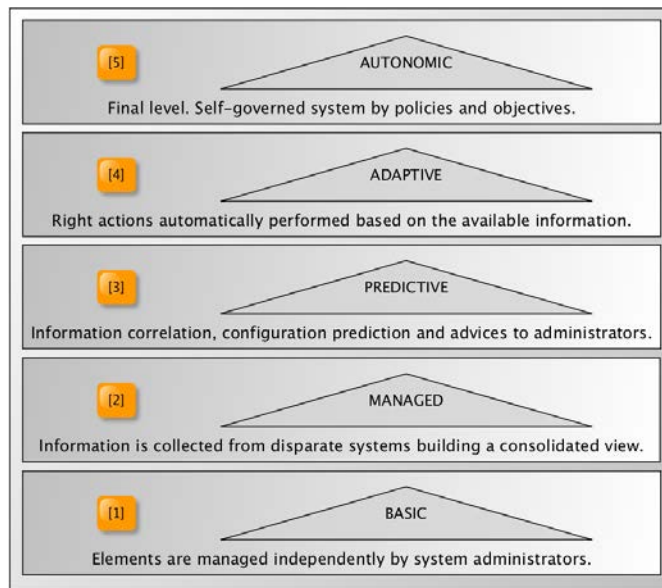 [5]
AUTONOMIC
Final level. Self-governed system by policies and objectives.
[4]
ADAPTIVE
Right actions automatically performed based on the available information.
[3]
PREDICTIVE
Information correlation, configuration prediction and advices to administrators.
[2]
MANAGED
Information is collected from disparate systems building a consolidated view.
[1]
BASIC
Elements are managed independently by system administrators.